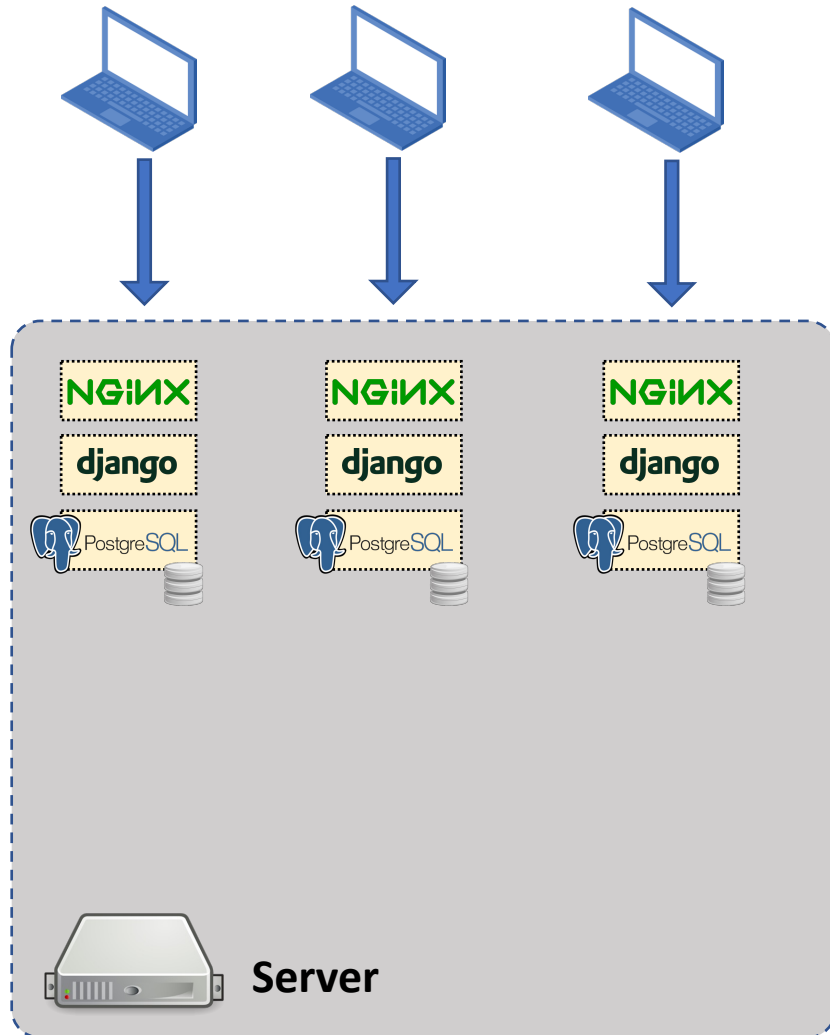 NGiNX
NGiNX
NGiNX
django
django
django
PostgreSQL
PostgreSQL
PostgreSQL
Server